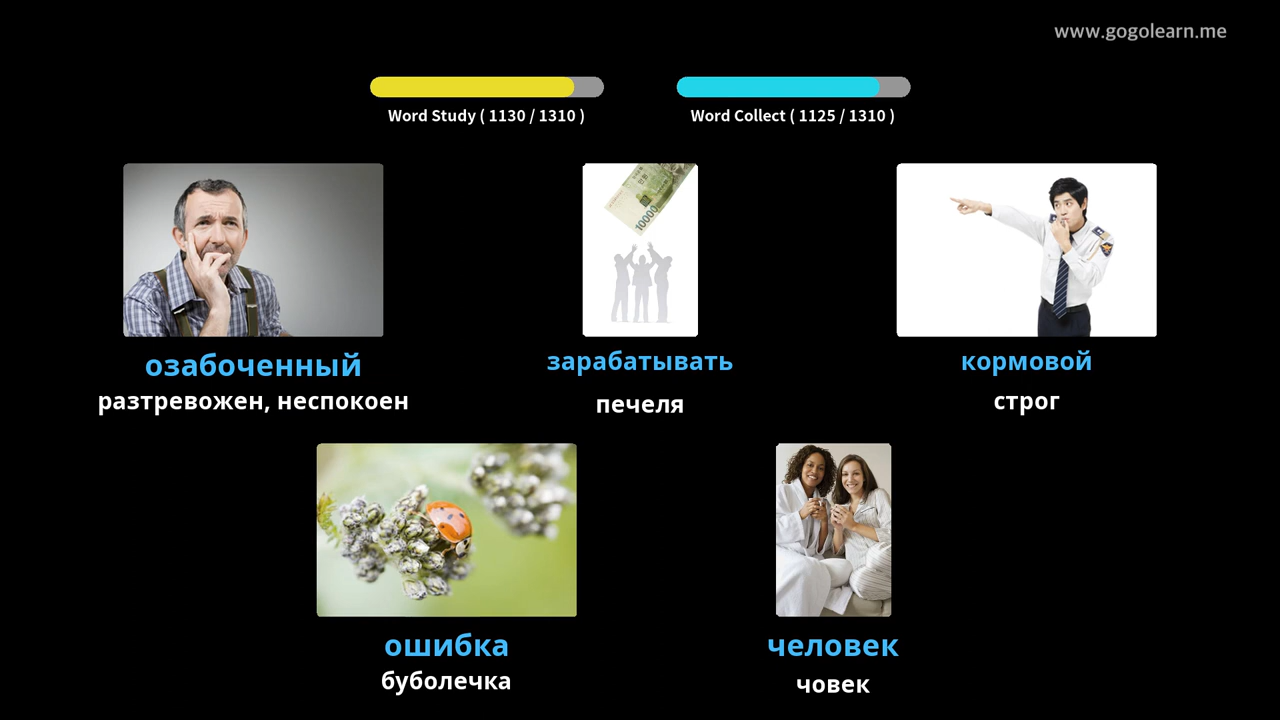 www.gogolearn.me
Word Study ( 1130 / 1310 )
Word Collect ( 1125 / 1310 )
10000
озабоченный
разтревожен, неспокоен
зарабатывать
печеля
кормовой
строг
ошибка
буболечка
человек
човек